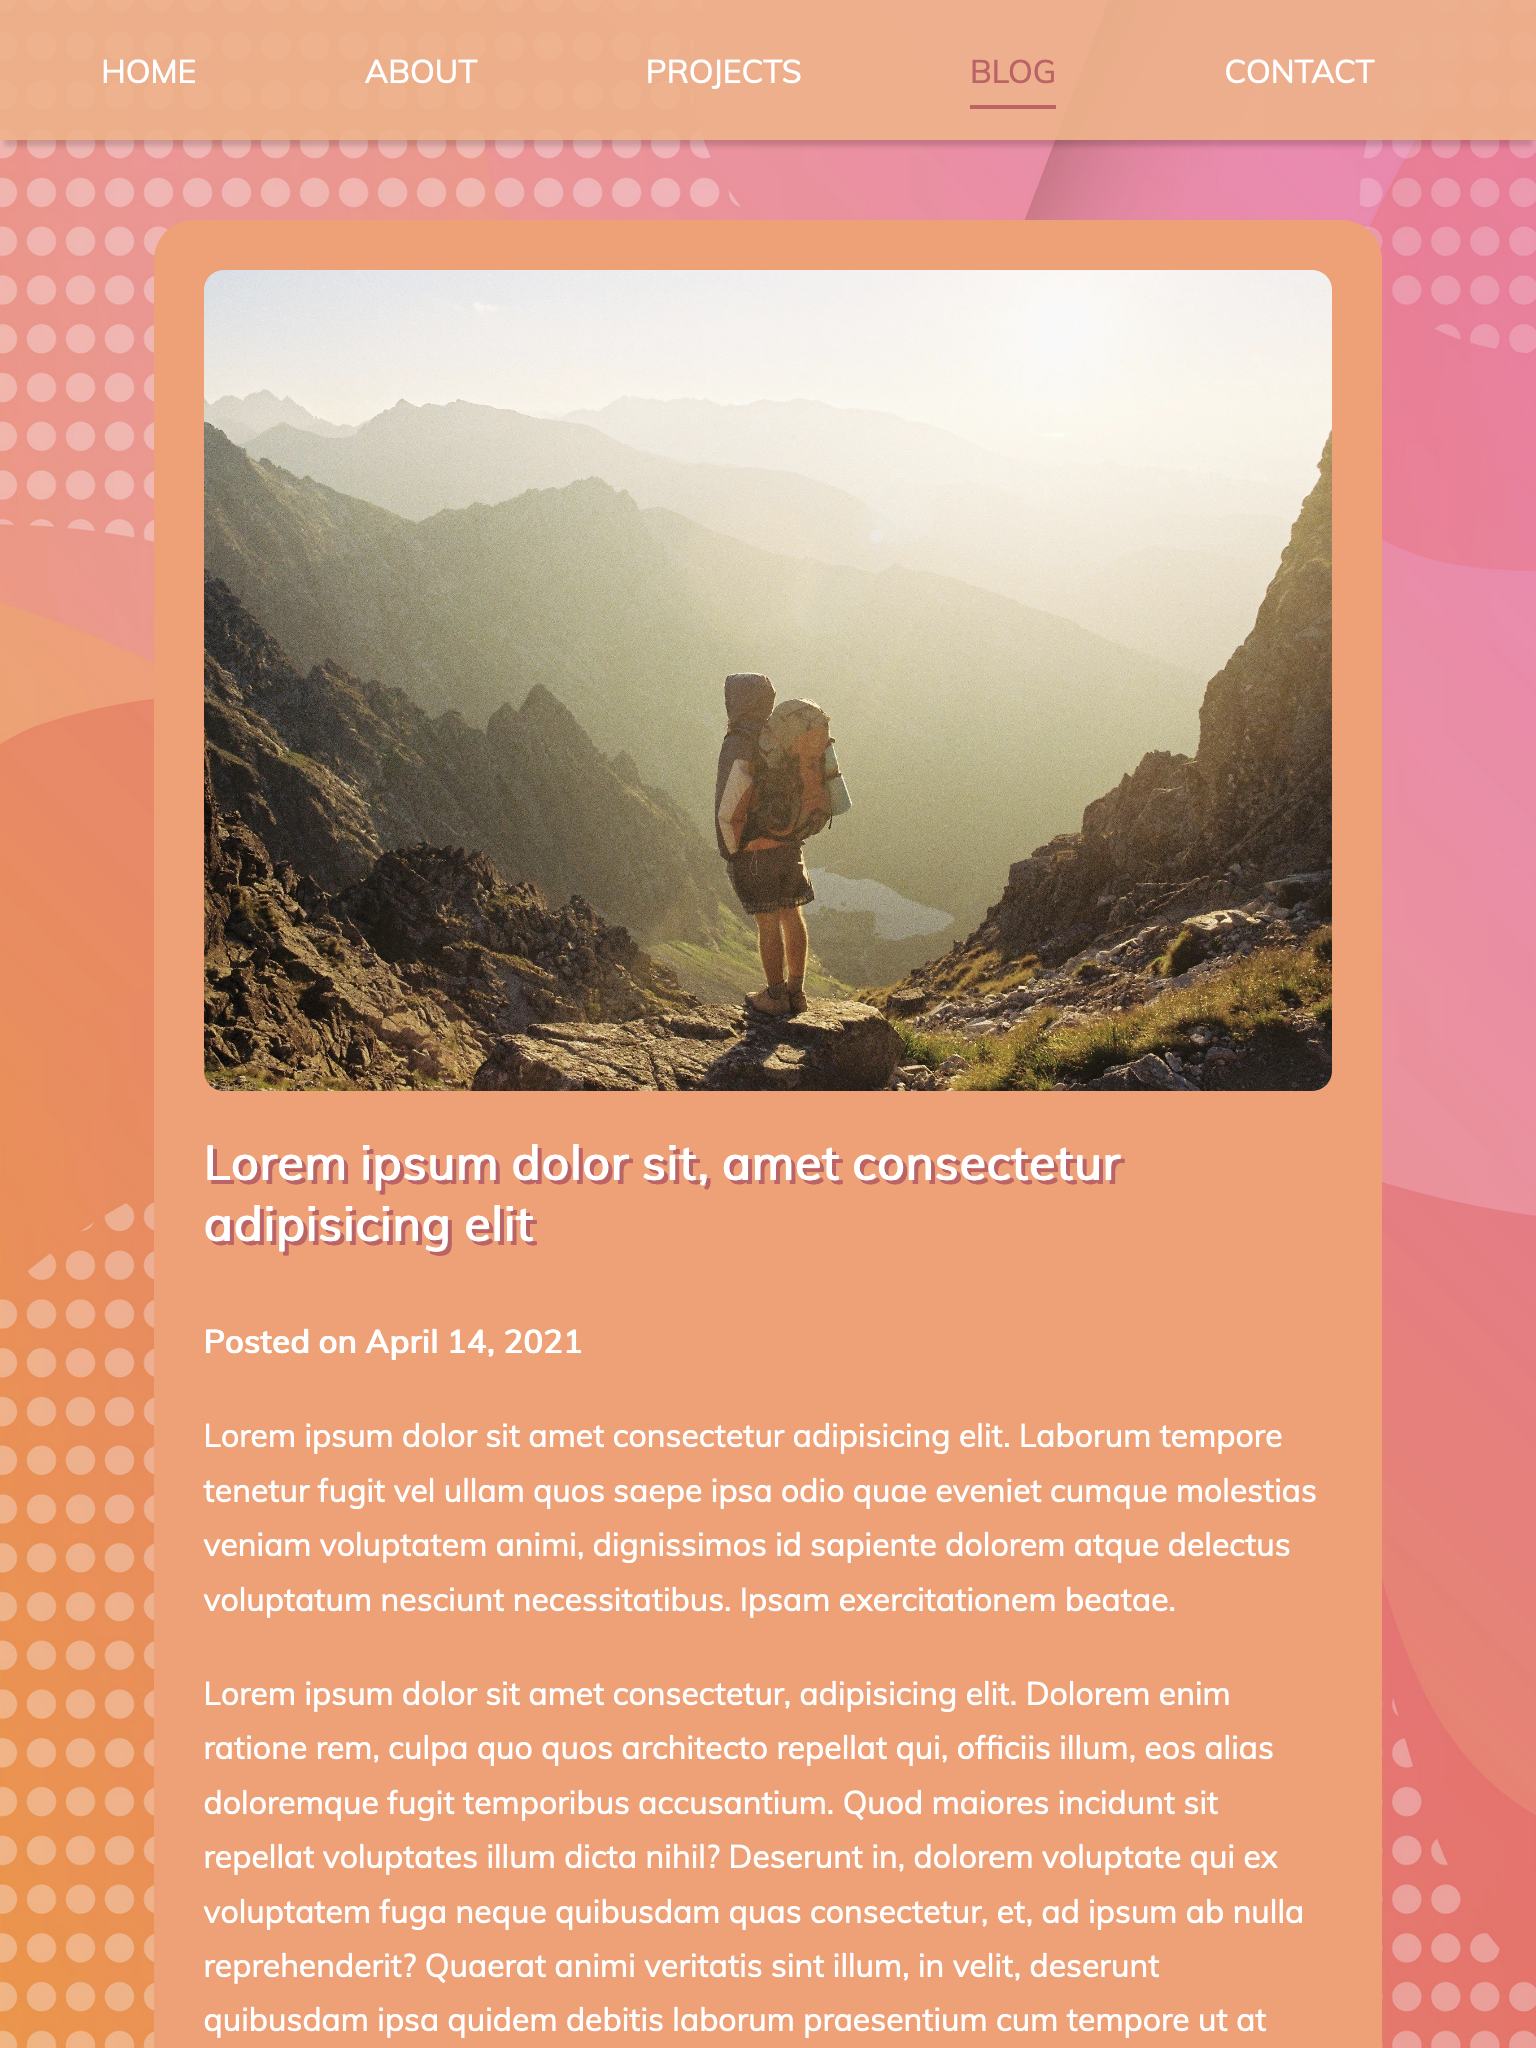 HOME ABOUT PROJECTS BLOG CONTACT
Lorem ipsum dolor sit, amet consectetur
adipisicing elit
Posted on April 14, 2021
Lorem ipsum dolor sit amet consectetur adipisicing elit. Laborum tempore
tenetur fugit vel ullam quos saepe ipsa odio quae eveniet cumque molestias
veniam voluptatem animi, dignissimos id sapiente dolorem atque delectus
voluptatum nesciunt necessitatibus. Ipsam exercitationem beatae.
Lorem ipsum dolor sit amet consectetur, adipisicing elit. Dolorem enim
ratione rem, culpa quo quos architecto repellat qui, officiis illum, eos alias
doloremque fugit temporibus accusantium. Quod maiores incidunt sit
repellat voluptates illum dicta nihil? Deserunt in, dolorem voluptate qui ex
voluptatem fuga neque quibusdam quas consectetur, et, ad ipsum ab nulla
reprehenderit? Quaerat animi veritatis sint illum, in velit, deserunt
quibusdam ipsa quidem debitis laborum praesentium cum tempore ut at